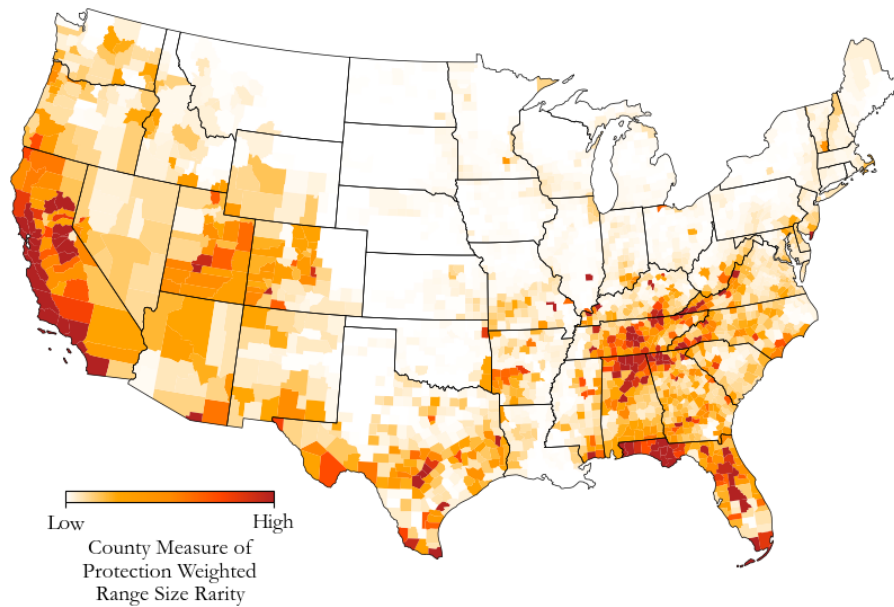 Low High
County Measure of
Protection Weighted
Range Size Rarity